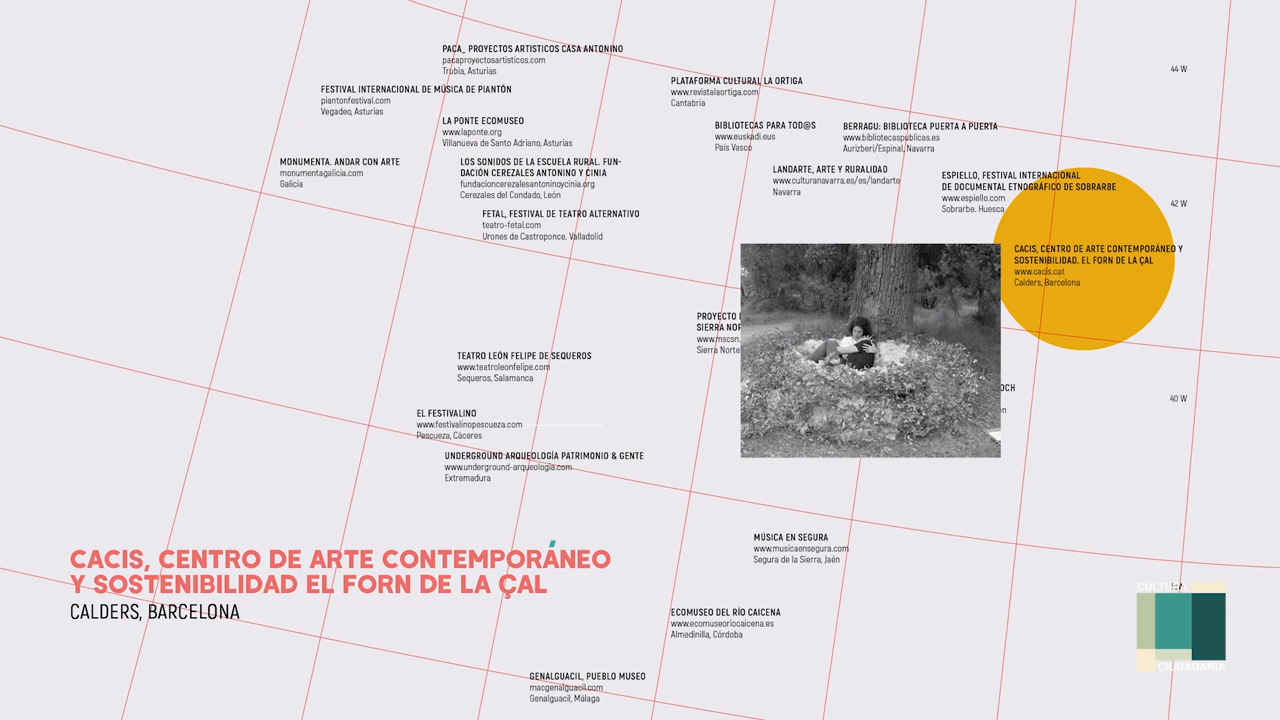 PACA_ PROYECTOS ARTISTICOS CASA ANTONINO
pacaproyectosartisticos.com
Trubia, Asturias
FESTIVAL INTERNACIONAL DE MÚSICA DE PIANTÓN
piantonfestival.com
Vegadeo, Asturias
LA PONTE ECOMUSEO
www.laponte.org
Villanueva de Santo Adriano, Asturias
MONUMENTA. ANDAR CON ARTE
monumentagalicia.com
Galicia
LOS SONIDOS DE LA ESCUELA RURAL. FUN-
DACIÓN CEREZALES ANTONINO Y CINIA
fundacioncerezalesantoninoycinia.org
Cerezales del Condado, León
FETAL, FESTIVAL DE TEATRO ALTERNATIVO
teatro-fetal.com
Urones de Castroponce. Valladolid
PLATAFORMA CULTURAL LA ORTIGA
www.revistalaortiga.com
Cantabria
44 W
BIBLIOTECAS PARA TOD@S
www.euskadi.eus
País Vasco
BERRAGU: BIBLIOTECA PUERTA A PUERTA
www.bibliotecaspublicas.es
Aurizberi/Espinal, Navarra
LANDARTE, ARTE Y RURALIDAD
www.culturanavarra.es/es/landarte
Navarra
ESPIELLO, FESTIVAL INTERNACIONAL
DE DOCUMENTAL ETNOGRÁFICO DE SOBRARBE
www.espiello.com
Sobrarbe. Huesca
42 W
CACIS, CENTRO DE ARTE CONTEMPORÁNEO Y
SOSTENIBILIDAD. EL FORN DE LA ÇAL
www.cacis.cat
Calders, Barcelona
PROYECTO
SIERRA NOR
www.mscsn.
Sierra Norte
TEATRO LEÓN FELIPE DE SEQUEROS
www.teatroleonfelipe.com
Sequeros, Salamanca
OCH
40 W
EL FESTIVALINO
www.festivalinopescueza.com
Pescueza, Cáceres
UNDERGROUND ARQUEOLOGÍA PATRIMONIO & GENTE
www.underground-arqueologia.com
Extremadura
MÚSICA EN SEGURA
www.musicaensegura.com
Segura de la Sierra, Jaén
CACIS, CENTRO DE ARTE CONTEMPORÁNEO
Y SOSTENIBILIDAD EL FORN DE LA ÇAL
CALDERS, BARCELONA
ECOMUSEO DEL RÍO CAICENA
www.ecomuseoriocaicena.es
Almedinilla, Córdoba
GENALGUACIL, PUEBLO MUSEO
macgenalguacil.com
Genalguacil, Málaga
CULTURA
CIUDADANÍA